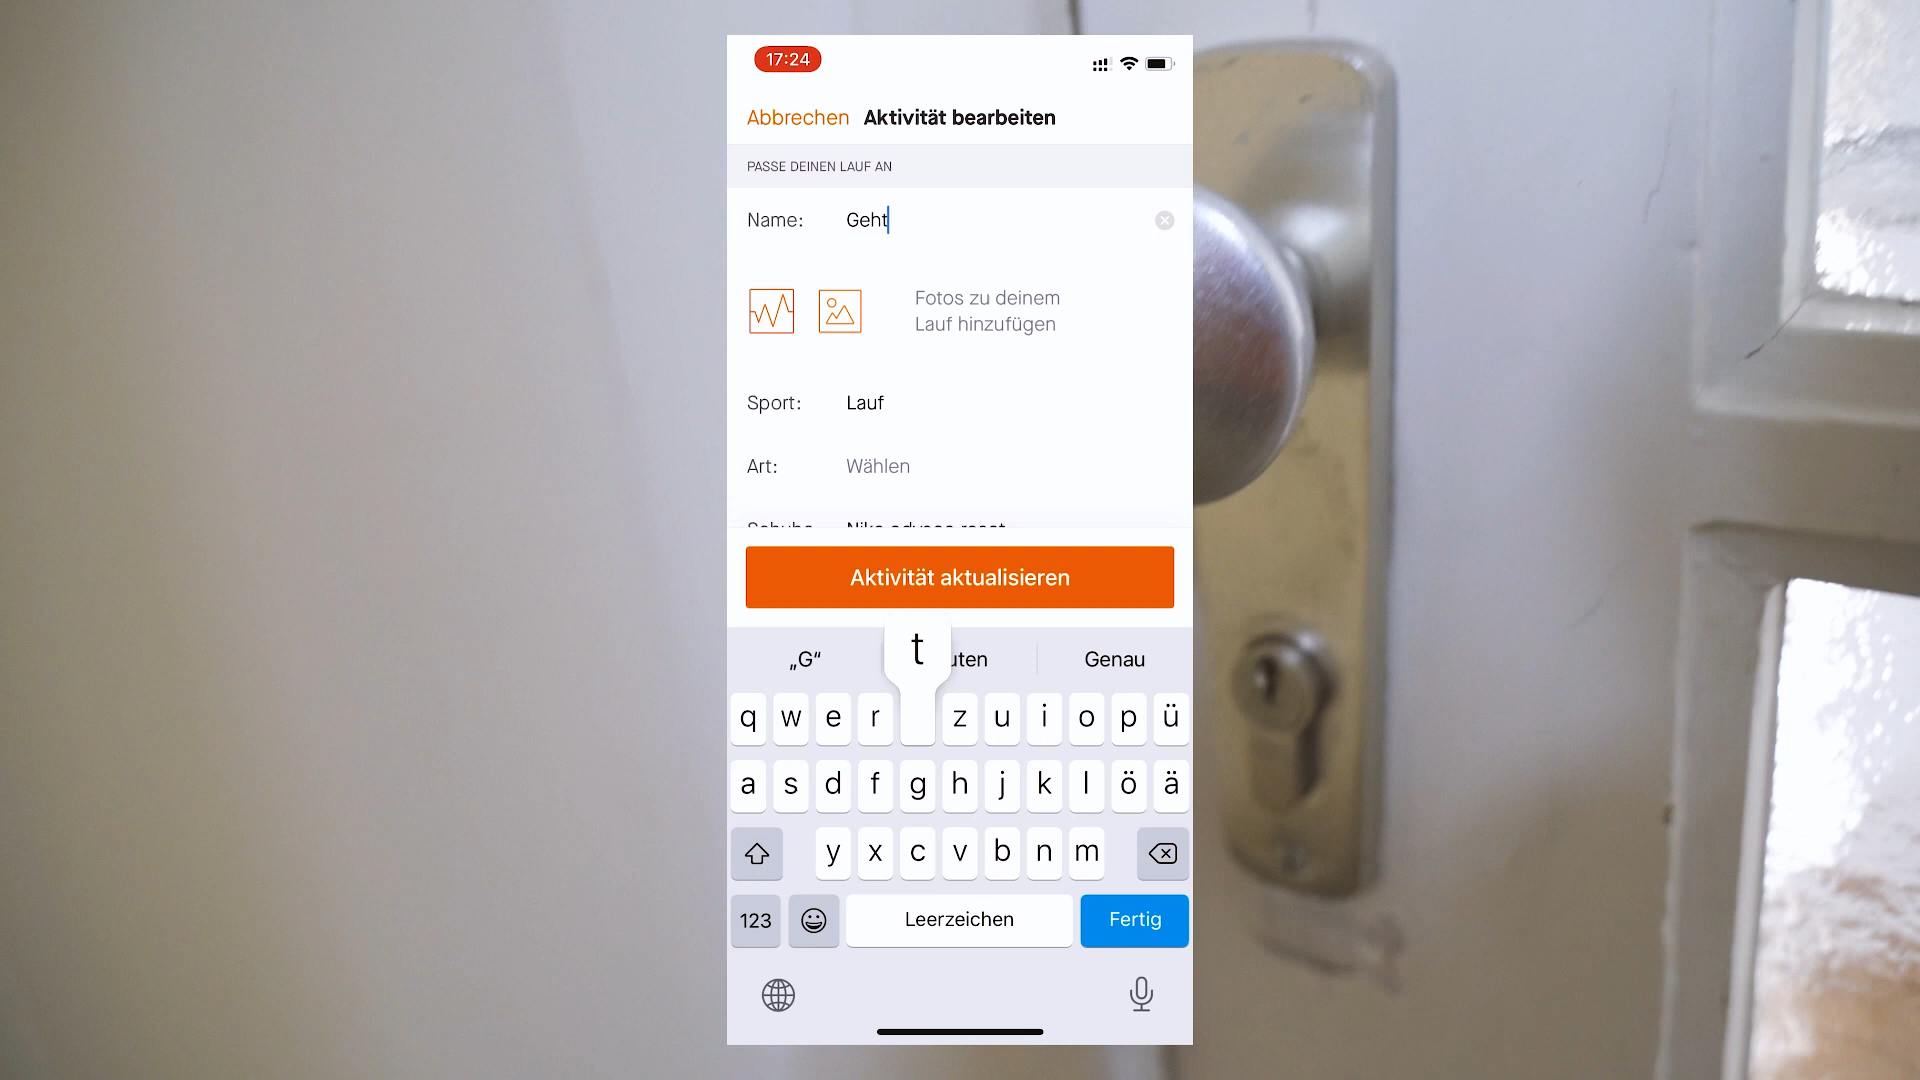 17:24
Abbrechen Aktivität bearbeiten
PASSE DEINEN LAUF AN
Name: Geht
Fotos zu deinem
Lauf hinzufügen
Sport: Lauf
Art: Wählen
Aktivität aktualisieren
„G“ Genau
t
q w e r z u i o p ü
a s d f g h j k l ö ä
y x c v b n m
123 Leerzeichen Fertig